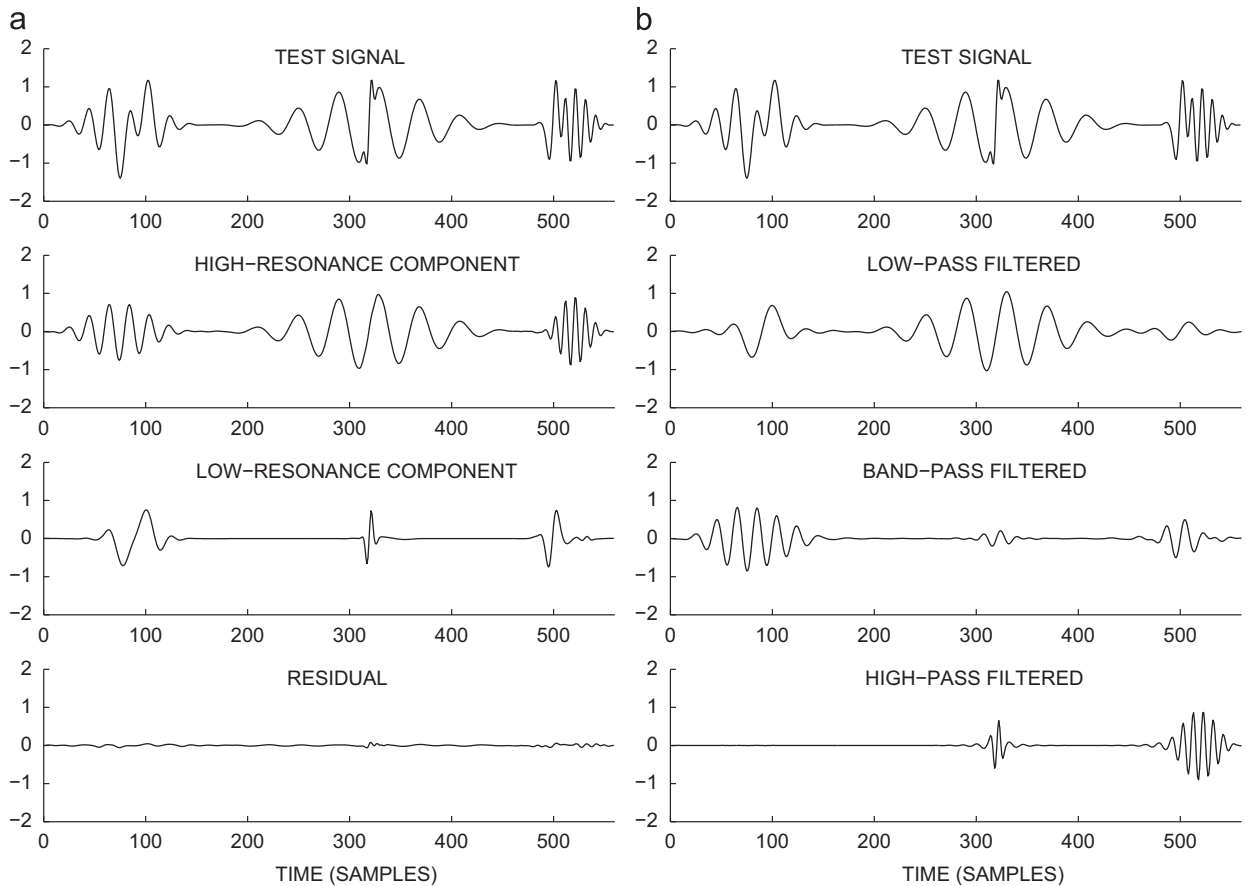 a
TEST SIGNAL
2
1
0
−1
−2
0 100 200 300 400 500
HIGH−RESONANCE COMPONENT
2
1
0
−1
−2
0 100 200 300 400 500
LOW−RESONANCE COMPONENT
2
1
0
−1
−2
0 100 200 300 400 500
RESIDUAL
2
1
0
−1
−2
0 100 200 300 400 500
TIME (SAMPLES)
b
TEST SIGNAL
2
1
0
−1
−2
0 100 200 300 400 500
LOW−PASS FILTERED
2
1
0
−1
−2
0 100 200 300 400 500
BAND−PASS FILTERED
2
1
0
−1
−2
0 100 200 300 400 500
HIGH−PASS FILTERED
2
1
0
−1
−2
0 100 200 300 400 500
TIME (SAMPLES)